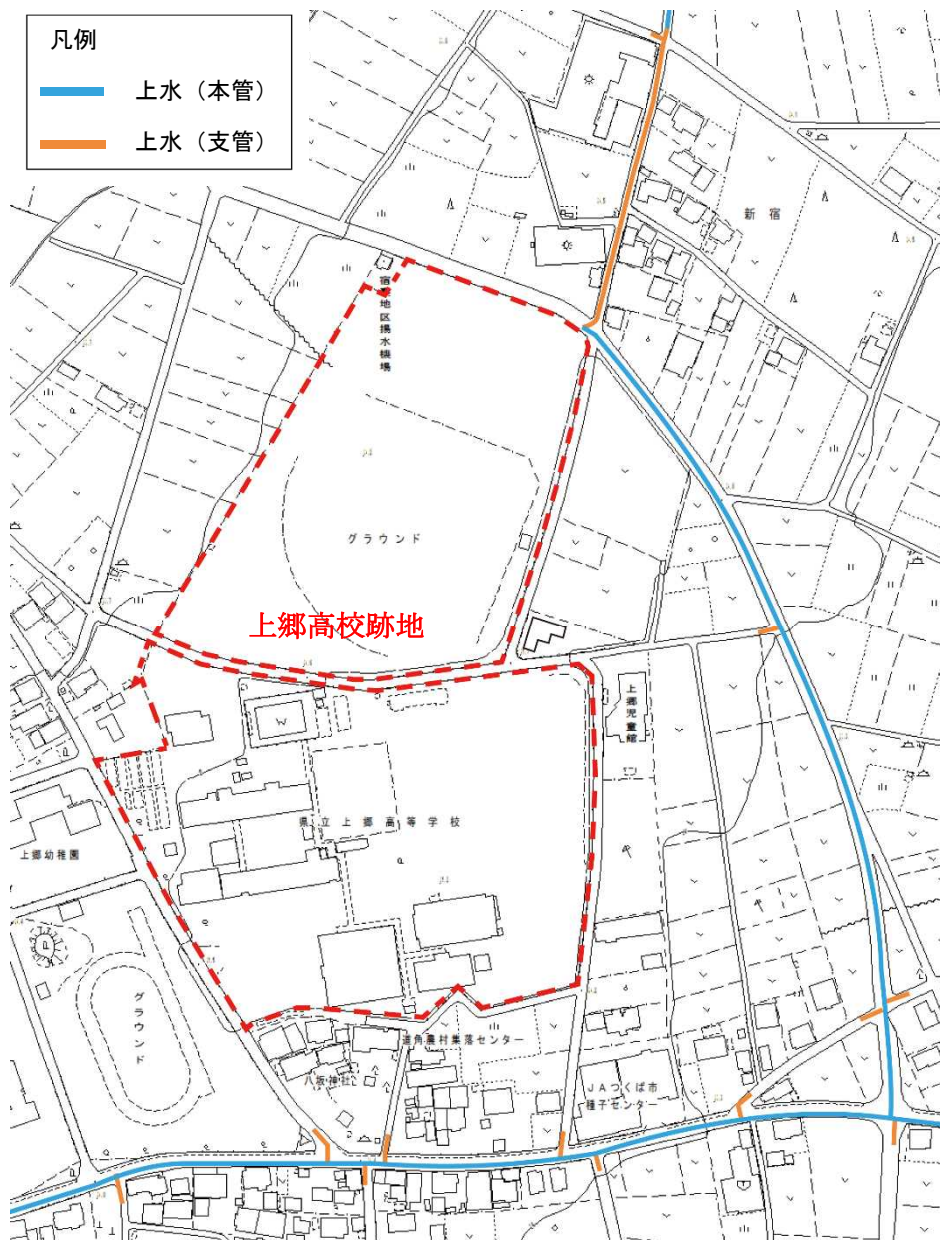 凡例
上水（本管）
上水（支管）
新宿
宿地区揚水機場
グラウンド
上郷高校跡地
上郷児童館
県立上郷高等学校
上郷幼稚園
グラウンド
道角農村集落センター
八坂神社
JAつくば市
種子センター